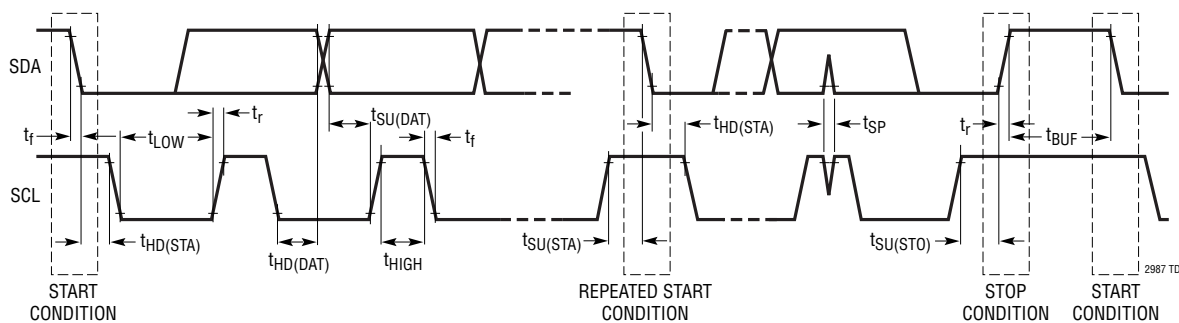 SDA
tf
tLOW
tr
tSU(DAT)
tf
tHD(STA)
tSP
tr
tBUF
SCL
tHD(STA)
tHD(DAT)
tHIGH
tSU(STA)
tSU(STO)
2987 TD
START
CONDITION
REPEATED START
CONDITION
STOP
CONDITION
START
CONDITION